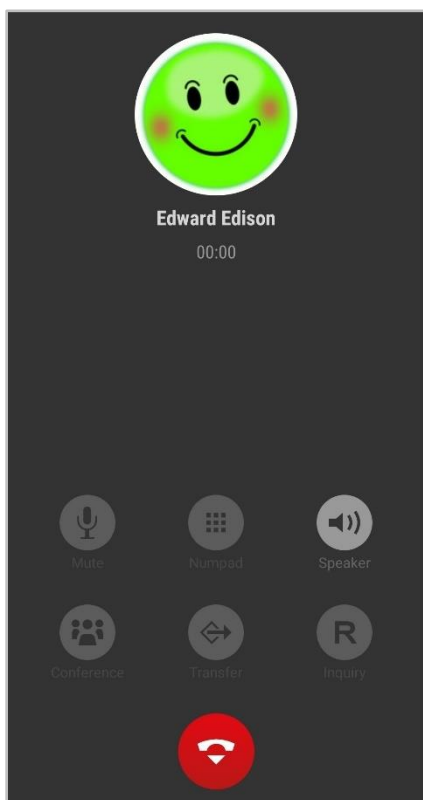 Edward Edison
00:00
Mute Numpad Speaker
R
Conference Transfer Inquiry